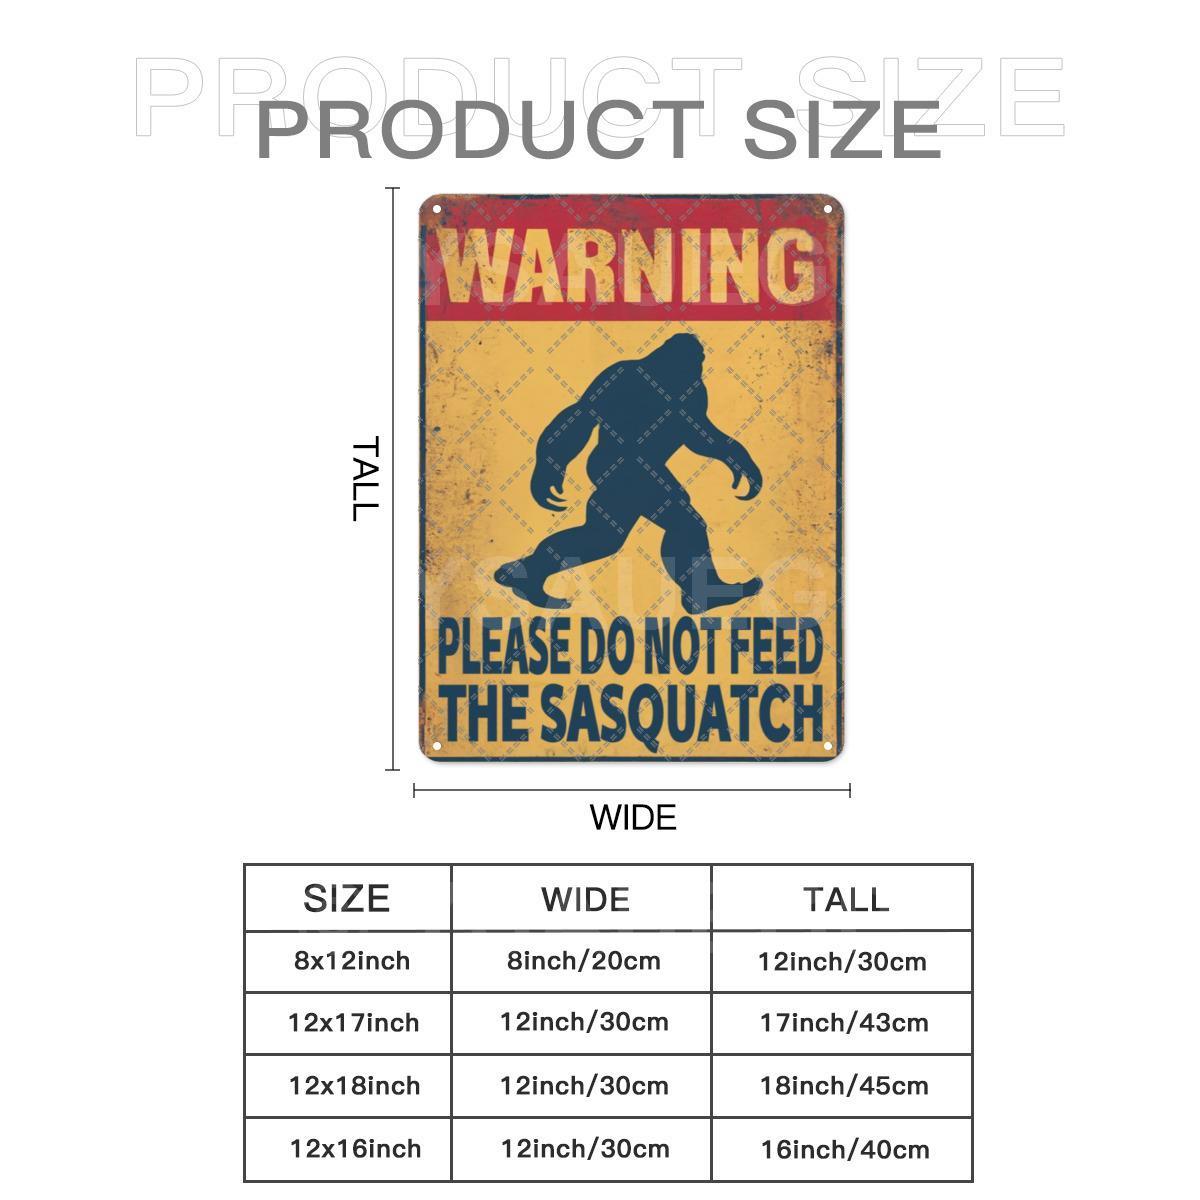 PRODUCT SIZE
PRODUCT SIZE
WARNING
PLEASE DO NOT FEED
THE SASQUATCH
TALL
WIDE
SIZE WIDE TALL
8x12inch 8inch/20cm 12inch/30cm
12x17inch 12inch/30cm 17inch/43cm
12x18inch 12inch/30cm 18inch/45cm
12x16inch 12inch/30cm 16inch/40cm